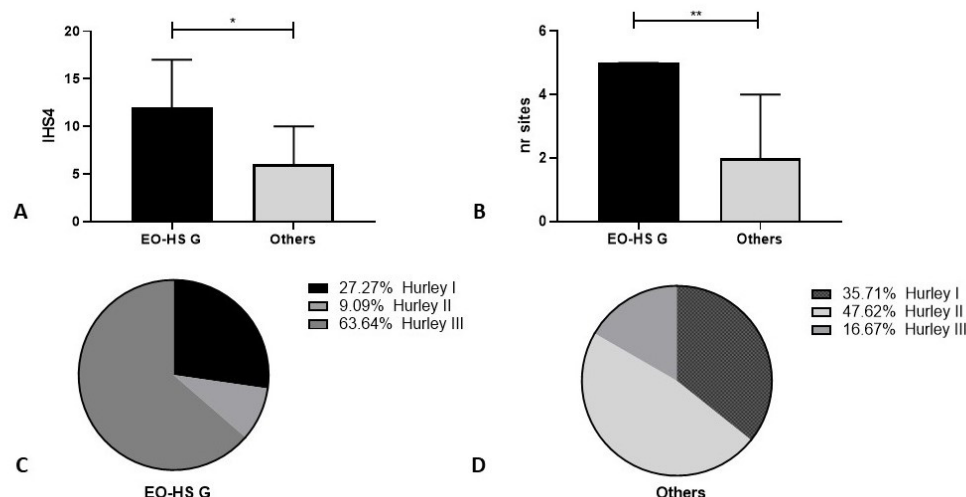 *
20
15
10
5
0
IHS4
EO-HS G
Others
A
**
6
4
2
0
nr sites
EO-HS G
Others
B
27.27% Hurley I
9.09% Hurley II
63.64% Hurley III
C
EO-HS G
35.71% Hurley I
47.62% Hurley II
16.67% Hurley III
D
Others